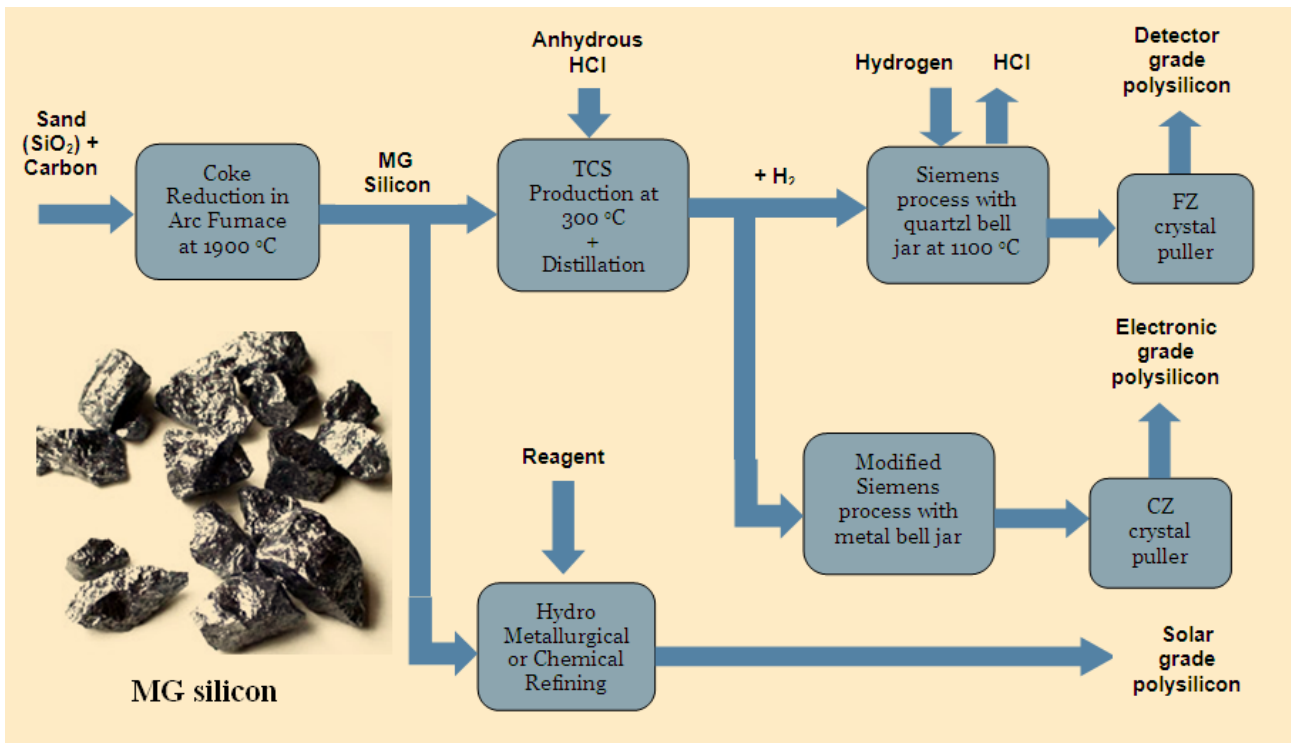 Sand
(SiO₂) +
Carbon
Coke
Reduction in
Arc Furnace
at 1900 ºC
MG
Silicon
Anhydrous
HCl
TCS
Production at
300 ºC
+
Distillation
+ H₂
Hydrogen
HCl
Siemens
process with
quartzl bell
jar at 1100 ºC
Detector
grade
polysilicon
FZ
crystal
puller
Electronic
grade
polysilicon
Modified
Siemens
process with
metal bell jar
CZ
crystal
puller
Reagent
Hydro
Metallurgical
or Chemical
Refining
Solar
grade
polysilicon
MG silicon